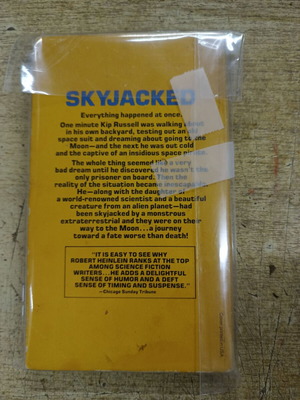 SKYJACKED
Everything happened at once.
One minute Kip Russell was walking about
in his own backyard, testing out an old
space suit and dreaming about going to the
Moon—and the next he was out cold
and the captive of an insidious space pirate.
The whole thing seemed like a very
bad dream until he discovered he wasn't the
only prisoner on board. Then the
reality of the situation became inescapable.
He—along with the daughter of
a world-renowned scientist and a beautiful
creature from an alien planet—had
been skyjacked by a monstrous
extraterrestrial and they were on their
way to the Moon...a journey
toward a fate worse than death!
"IT IS EASY TO SEE WHY
ROBERT HEINLEIN RANKS AT THE TOP
AMONG SCIENCE FICTION
WRITERS...HE ADDS A DELIGHTFUL
SENSE OF HUMOR AND A DEFT
SENSE OF TIMING AND SUSPENSE."
—Chicago Sunday Tribune